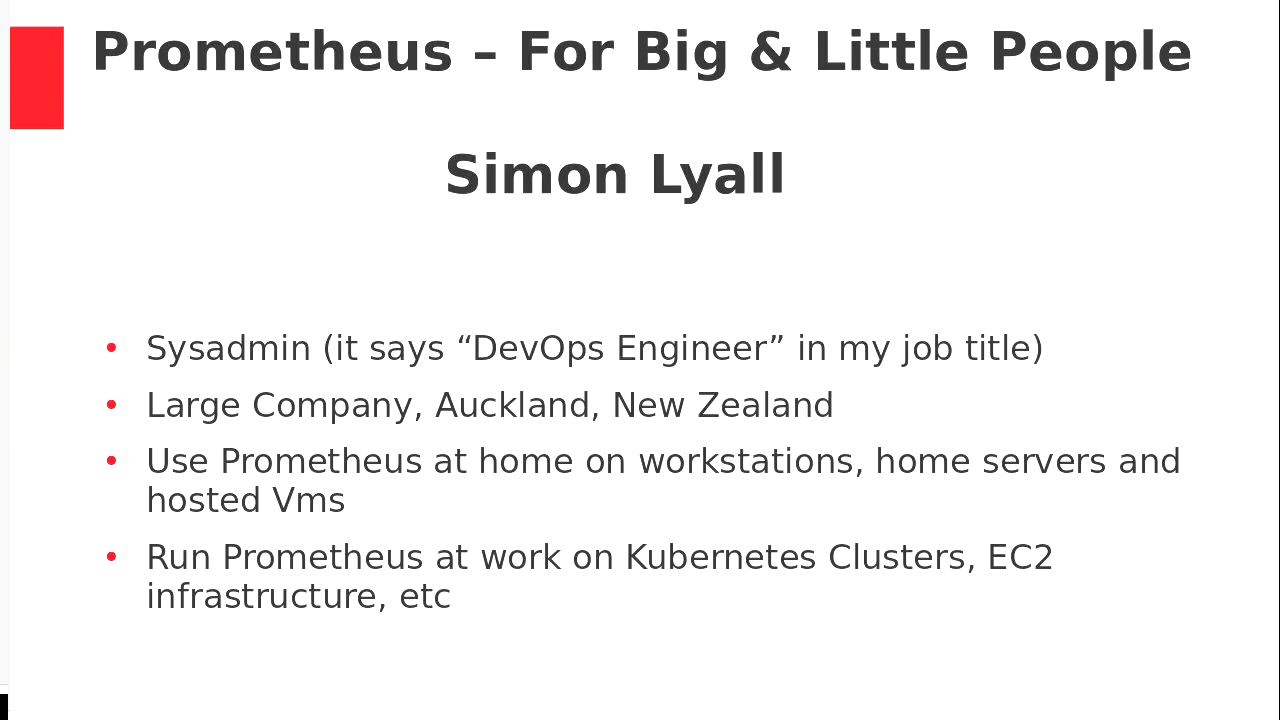 Prometheus – For Big & Little People
Simon Lyall
• Sysadmin (it says “DevOps Engineer” in my job title)
• Large Company, Auckland, New Zealand
• Use Prometheus at home on workstations, home servers and
hosted Vms
• Run Prometheus at work on Kubernetes Clusters, EC2
infrastructure, etc